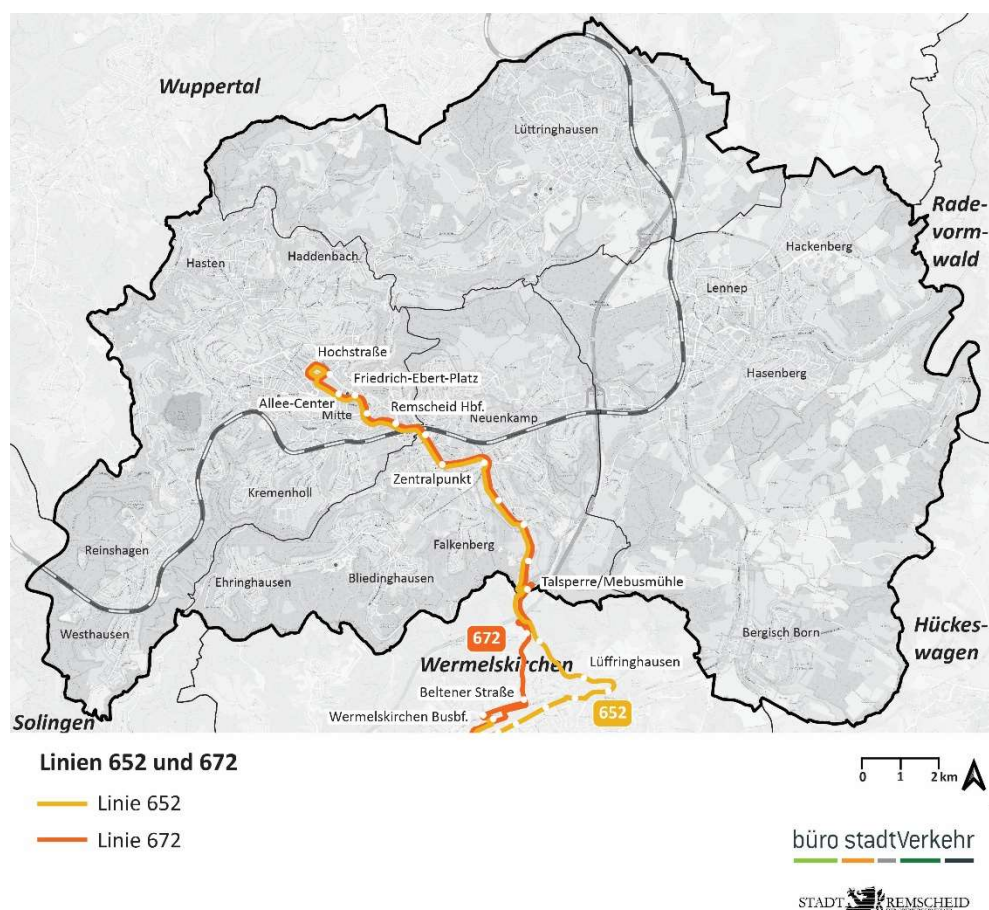 Wuppertal
Lüttringhausen
Rade-
vorm-
wald
Hackenberg
Hasten
Haddenbach
Lennep
Hochstraße
Hasenberg
Friedrich-Ebert-Platz
Allee-Center
Mitte
Remscheid Hbf.
Neuenkamp
Zentralpunkt
Kremenholl
Reinshagen
Falkenberg
Ehringhausen
Bliedinghausen
Talsperre/Mebusmühle
Westhausen
Bergisch Born
Hückes-
wagen
672
Wermelskirchen
Lüffringhausen
Beltener Straße
652
Wermelskirchen Busbf.
Solingen
Linien 652 und 672
0 1 2 km
Linie 652
Linie 672
büro stadtVerkehr
STADT REMSCHEID